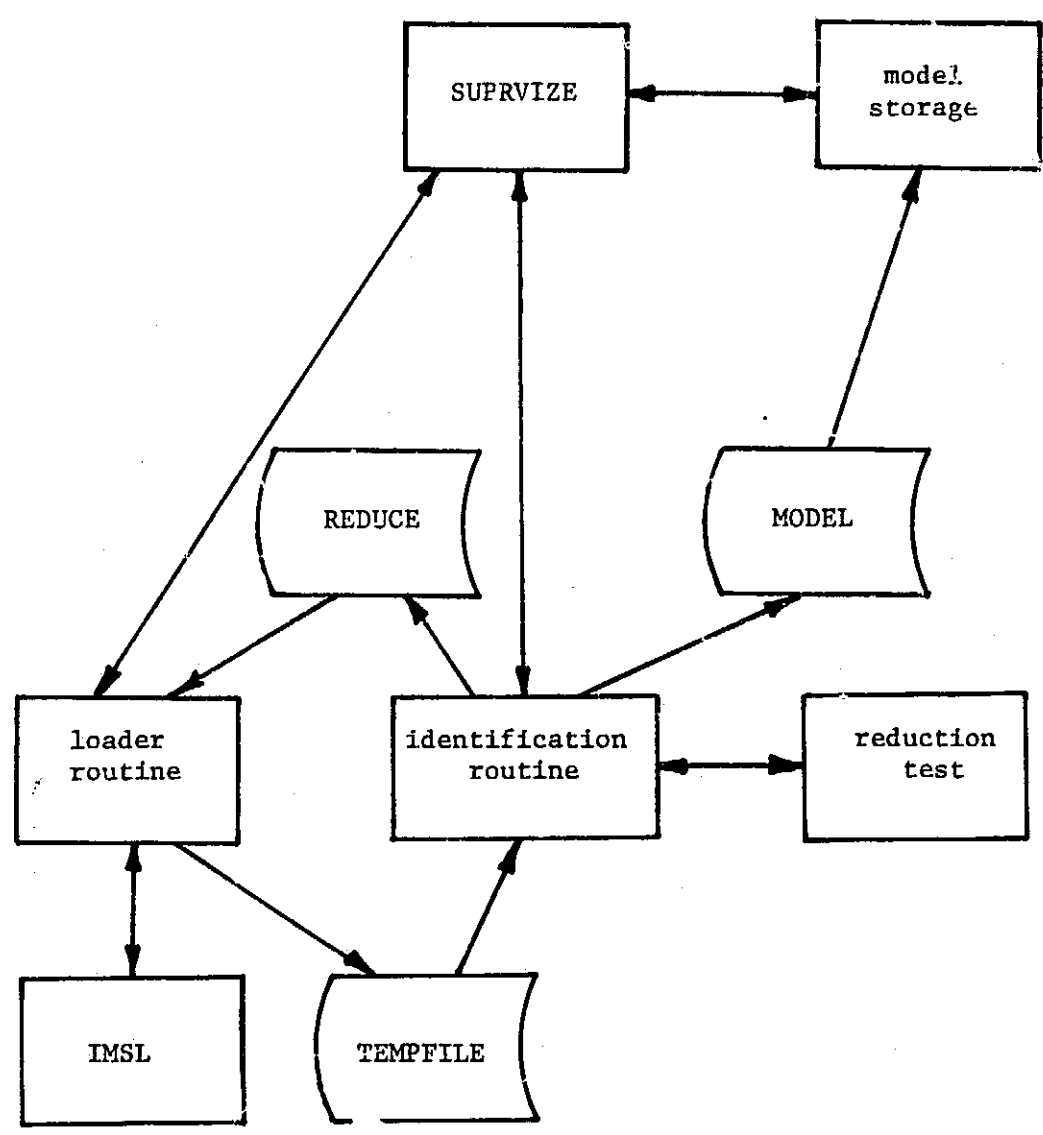 SUPRVIZE
model
storage
REDUCE
MODEL
loader
routine
identification
routine
reduction
test
IMSL
TEMPFILE